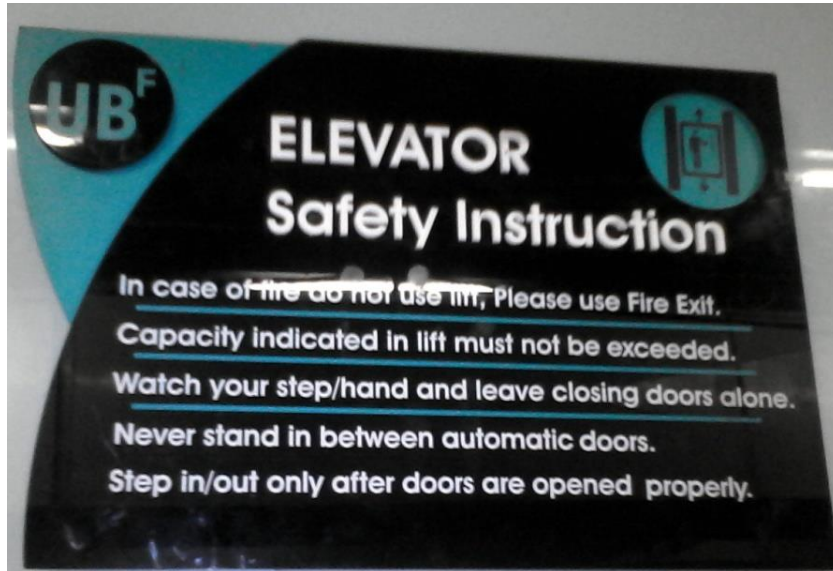 UBF
ELEVATOR
Safety Instruction
In case of fire do not use lift, Please use Fire Exit.
Capacity indicated in lift must not be exceeded.
Watch your step/hand and leave closing doors alone.
Never stand in between automatic doors.
Step in/out only after doors are opened properly.